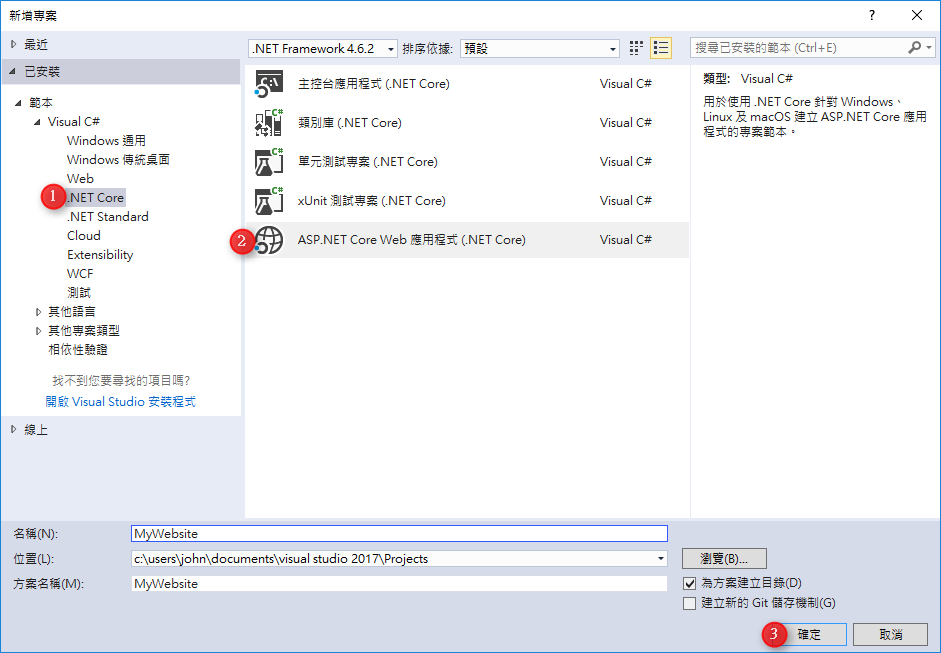 新增專案
最近
.NET Framework 4.6.2
排序依據:
預設
搜尋已安裝的範本 (Ctrl+E)
已安裝
範本
Visual C#
Windows 通用
Windows 傳統桌面
Web
1
.NET Core
.NET Standard
Cloud
Extensibility
WCF
測試
其他語言
其他專案類型
相依性驗證
找不到您要尋找的項目嗎?
開啟 Visual Studio 安裝程式
線上
主控台應用程式 (.NET Core)
Visual C#
類別庫 (.NET Core)
Visual C#
單元測試專案 (.NET Core)
Visual C#
xUnit 測試專案 (.NET Core)
Visual C#
2
ASP.NET Core Web 應用程式 (.NET Core)
Visual C#
類型: Visual C#
用於使用 .NET Core 針對 Windows、
Linux 及 macOS 建立 ASP.NET Core 應用
程式的專案範本。
名稱(N):
MyWebsite
位置(L):
c:\users\john\documents\visual studio 2017\Projects
瀏覽(B)...
方案名稱(M):
MyWebsite
為方案建立目錄(D)
建立新的 Git 儲存機制(G)
3
確定
取消